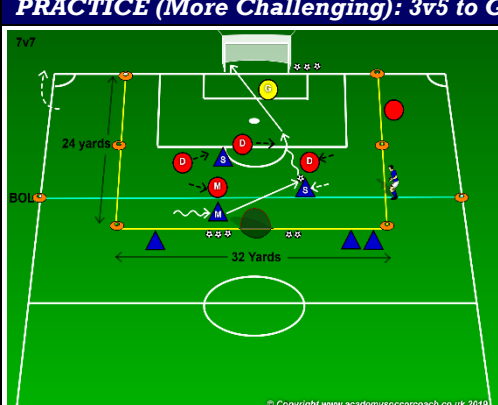 PRACTICE (More Challenging): 3v5 to G
7v7
G
24 yards
D
D
S
D
M
S
BOL
M
32 Yards
© Copyright www.academysoccercoach.co.uk 2019